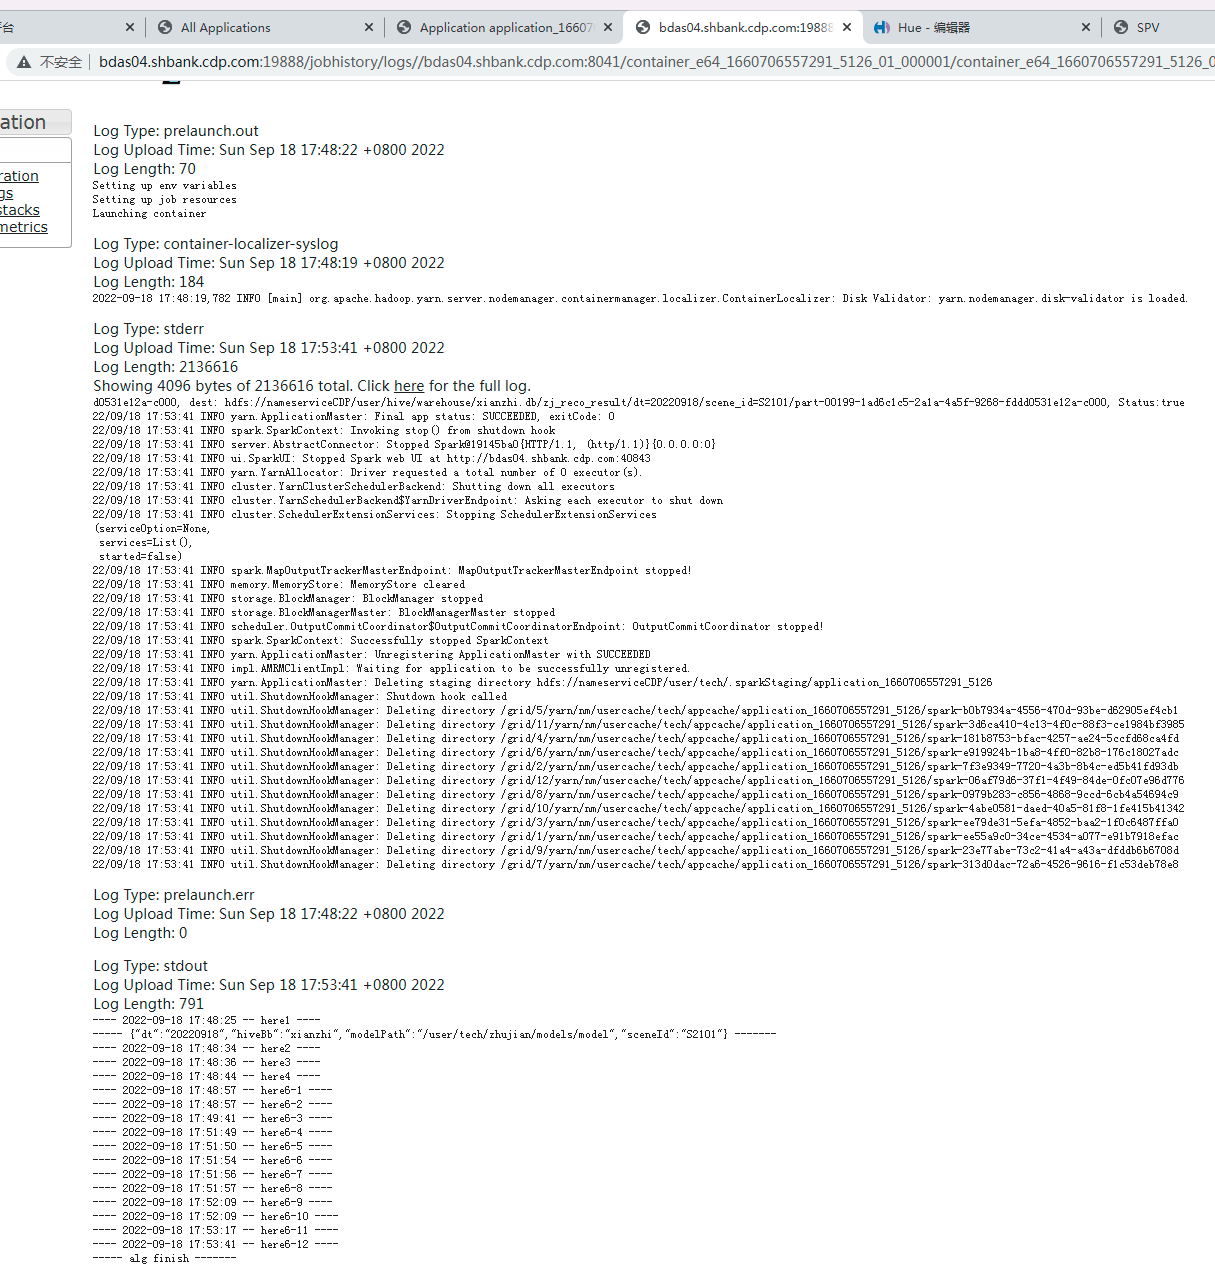 平台
All Applications
Application application_16607
bdas04.shbank.cdp.com:19888
Hue - 编辑器
SPV
不安全
bdas04.shbank.cdp.com:19888/jobhistory/logs//bdas04.shbank.cdp.com:8041/container_e64_1660706557291_5126_01_000001/container_e64_1660706557291_5126_0
ation
ration
gs
stacks
metrics
Log Type: prelaunch.out
Log Upload Time: Sun Sep 18 17:48:22 +0800 2022
Log Length: 70
Setting up env variables
Setting up job resources
Launching container
Log Type: container-localizer-syslog
Log Upload Time: Sun Sep 18 17:48:19 +0800 2022
Log Length: 184
2022-09-18 17:48:19,782 INFO [main] org.apache.hadoop.yarn.server.nodemanager.containermanager.localizer.ContainerLocalizer: Disk Validator: yarn.nodemanager.disk-validator is loaded.
Log Type: stderr
Log Upload Time: Sun Sep 18 17:53:41 +0800 2022
Log Length: 2136616
Showing 4096 bytes of 2136616 total. Click here for the full log.
d0531e12a-c000, dest: hdfs://nameserviceCDP/user/hive/warehouse/xianzhi.db/zj_reco_result/dt=20220918/scene_id=S2101/part-00199-1ad6c1c5-2a1a-4a5f-9268-fddd0531e12a-c000, Status:true
22/09/18 17:53:41 INFO yarn.ApplicationMaster: Final app status: SUCCEEDED, exitCode: 0
22/09/18 17:53:41 INFO spark.SparkContext: Invoking stop() from shutdown hook
22/09/18 17:53:41 INFO server.AbstractConnector: Stopped Spark@19145ba0{HTTP/1.1, (http/1.1)}{0.0.0.0:0}
22/09/18 17:53:41 INFO ui.SparkUI: Stopped Spark web UI at http://bdas04.shbank.cdp.com:40843
22/09/18 17:53:41 INFO yarn.YarnAllocator: Driver requested a total number of 0 executor(s).
22/09/18 17:53:41 INFO cluster.YarnClusterSchedulerBackend: Shutting down all executors
22/09/18 17:53:41 INFO cluster.YarnSchedulerBackend$YarnDriverEndpoint: Asking each executor to shut down
22/09/18 17:53:41 INFO cluster.SchedulerExtensionServices: Stopping SchedulerExtensionServices
(serviceOption=None,
services=List(),
started=false)
22/09/18 17:53:41 INFO spark.MapOutputTrackerMasterEndpoint: MapOutputTrackerMasterEndpoint stopped!
22/09/18 17:53:41 INFO memory.MemoryStore: MemoryStore cleared
22/09/18 17:53:41 INFO storage.BlockManager: BlockManager stopped
22/09/18 17:53:41 INFO storage.BlockManagerMaster: BlockManagerMaster stopped
22/09/18 17:53:41 INFO scheduler.OutputCommitCoordinator$OutputCommitCoordinatorEndpoint: OutputCommitCoordinator stopped!
22/09/18 17:53:41 INFO spark.SparkContext: Successfully stopped SparkContext
22/09/18 17:53:41 INFO yarn.ApplicationMaster: Unregistering ApplicationMaster with SUCCEEDED
22/09/18 17:53:41 INFO impl.AMRMClientImpl: Waiting for application to be successfully unregistered.
22/09/18 17:53:41 INFO yarn.ApplicationMaster: Deleting staging directory hdfs://nameserviceCDP/user/tech/.sparkStaging/application_1660706557291_5126
22/09/18 17:53:41 INFO util.ShutdownHookManager: Shutdown hook called
22/09/18 17:53:41 INFO util.ShutdownHookManager: Deleting directory /grid/5/yarn/nm/usercache/tech/appcache/application_1660706557291_5126/spark-b0b7934a-4556-470d-93be-d62905ef4cb1
22/09/18 17:53:41 INFO util.ShutdownHookManager: Deleting directory /grid/11/yarn/nm/usercache/tech/appcache/application_1660706557291_5126/spark-3d6ca410-4c13-4f0c-88f3-ce1984bf3985
22/09/18 17:53:41 INFO util.ShutdownHookManager: Deleting directory /grid/4/yarn/nm/usercache/tech/appcache/application_1660706557291_5126/spark-181b8753-bfac-4257-ae24-5ccfd68ca4fd
22/09/18 17:53:41 INFO util.ShutdownHookManager: Deleting directory /grid/6/yarn/nm/usercache/tech/appcache/application_1660706557291_5126/spark-e919924b-1ba8-4ff0-82b8-176c18027adc
22/09/18 17:53:41 INFO util.ShutdownHookManager: Deleting directory /grid/2/yarn/nm/usercache/tech/appcache/application_1660706557291_5126/spark-7f3e9349-7720-4a3b-8b4c-ed5b41fd93db
22/09/18 17:53:41 INFO util.ShutdownHookManager: Deleting directory /grid/12/yarn/nm/usercache/tech/appcache/application_1660706557291_5126/spark-06af79d6-37f1-4f49-84de-0fc07e96d776
22/09/18 17:53:41 INFO util.ShutdownHookManager: Deleting directory /grid/8/yarn/nm/usercache/tech/appcache/application_1660706557291_5126/spark-0979b283-c856-4868-9ccd-6cb4a54694c9
22/09/18 17:53:41 INFO util.ShutdownHookManager: Deleting directory /grid/10/yarn/nm/usercache/tech/appcache/application_1660706557291_5126/spark-4abe0581-daed-40a5-81f8-1fe415b41342
22/09/18 17:53:41 INFO util.ShutdownHookManager: Deleting directory /grid/3/yarn/nm/usercache/tech/appcache/application_1660706557291_5126/spark-ee79de31-5efa-4852-baa2-1f0c6487ffa0
22/09/18 17:53:41 INFO util.ShutdownHookManager: Deleting directory /grid/1/yarn/nm/usercache/tech/appcache/application_1660706557291_5126/spark-ee55a9c0-34ce-4534-a077-e91b7918efac
22/09/18 17:53:41 INFO util.ShutdownHookManager: Deleting directory /grid/9/yarn/nm/usercache/tech/appcache/application_1660706557291_5126/spark-23e77abe-73c2-41a4-a43a-dfddb6b6708d
22/09/18 17:53:41 INFO util.ShutdownHookManager: Deleting directory /grid/7/yarn/nm/usercache/tech/appcache/application_1660706557291_5126/spark-313d0dac-72a6-4526-9616-f1c53deb78e8
Log Type: prelaunch.err
Log Upload Time: Sun Sep 18 17:48:22 +0800 2022
Log Length: 0
Log Type: stdout
Log Upload Time: Sun Sep 18 17:53:41 +0800 2022
Log Length: 791
---- 2022-09-18 17:48:25 -- here1 ----
----- {"dt":"20220918","hiveBb":"xianzhi","modelPath":"/user/tech/zhujian/models/model","sceneId":"S2101"} -------
---- 2022-09-18 17:48:34 -- here2 ----
---- 2022-09-18 17:48:36 -- here3 ----
---- 2022-09-18 17:48:44 -- here4 ----
---- 2022-09-18 17:48:57 -- here6-1 ----
---- 2022-09-18 17:48:57 -- here6-2 ----
---- 2022-09-18 17:49:41 -- here6-3 ----
---- 2022-09-18 17:51:49 -- here6-4 ----
---- 2022-09-18 17:51:50 -- here6-5 ----
---- 2022-09-18 17:51:54 -- here6-6 ----
---- 2022-09-18 17:51:56 -- here6-7 ----
---- 2022-09-18 17:51:57 -- here6-8 ----
---- 2022-09-18 17:52:09 -- here6-9 ----
---- 2022-09-18 17:52:09 -- here6-10 ----
---- 2022-09-18 17:53:17 -- here6-11 ----
---- 2022-09-18 17:53:41 -- here6-12 ----
----- alg finish -------